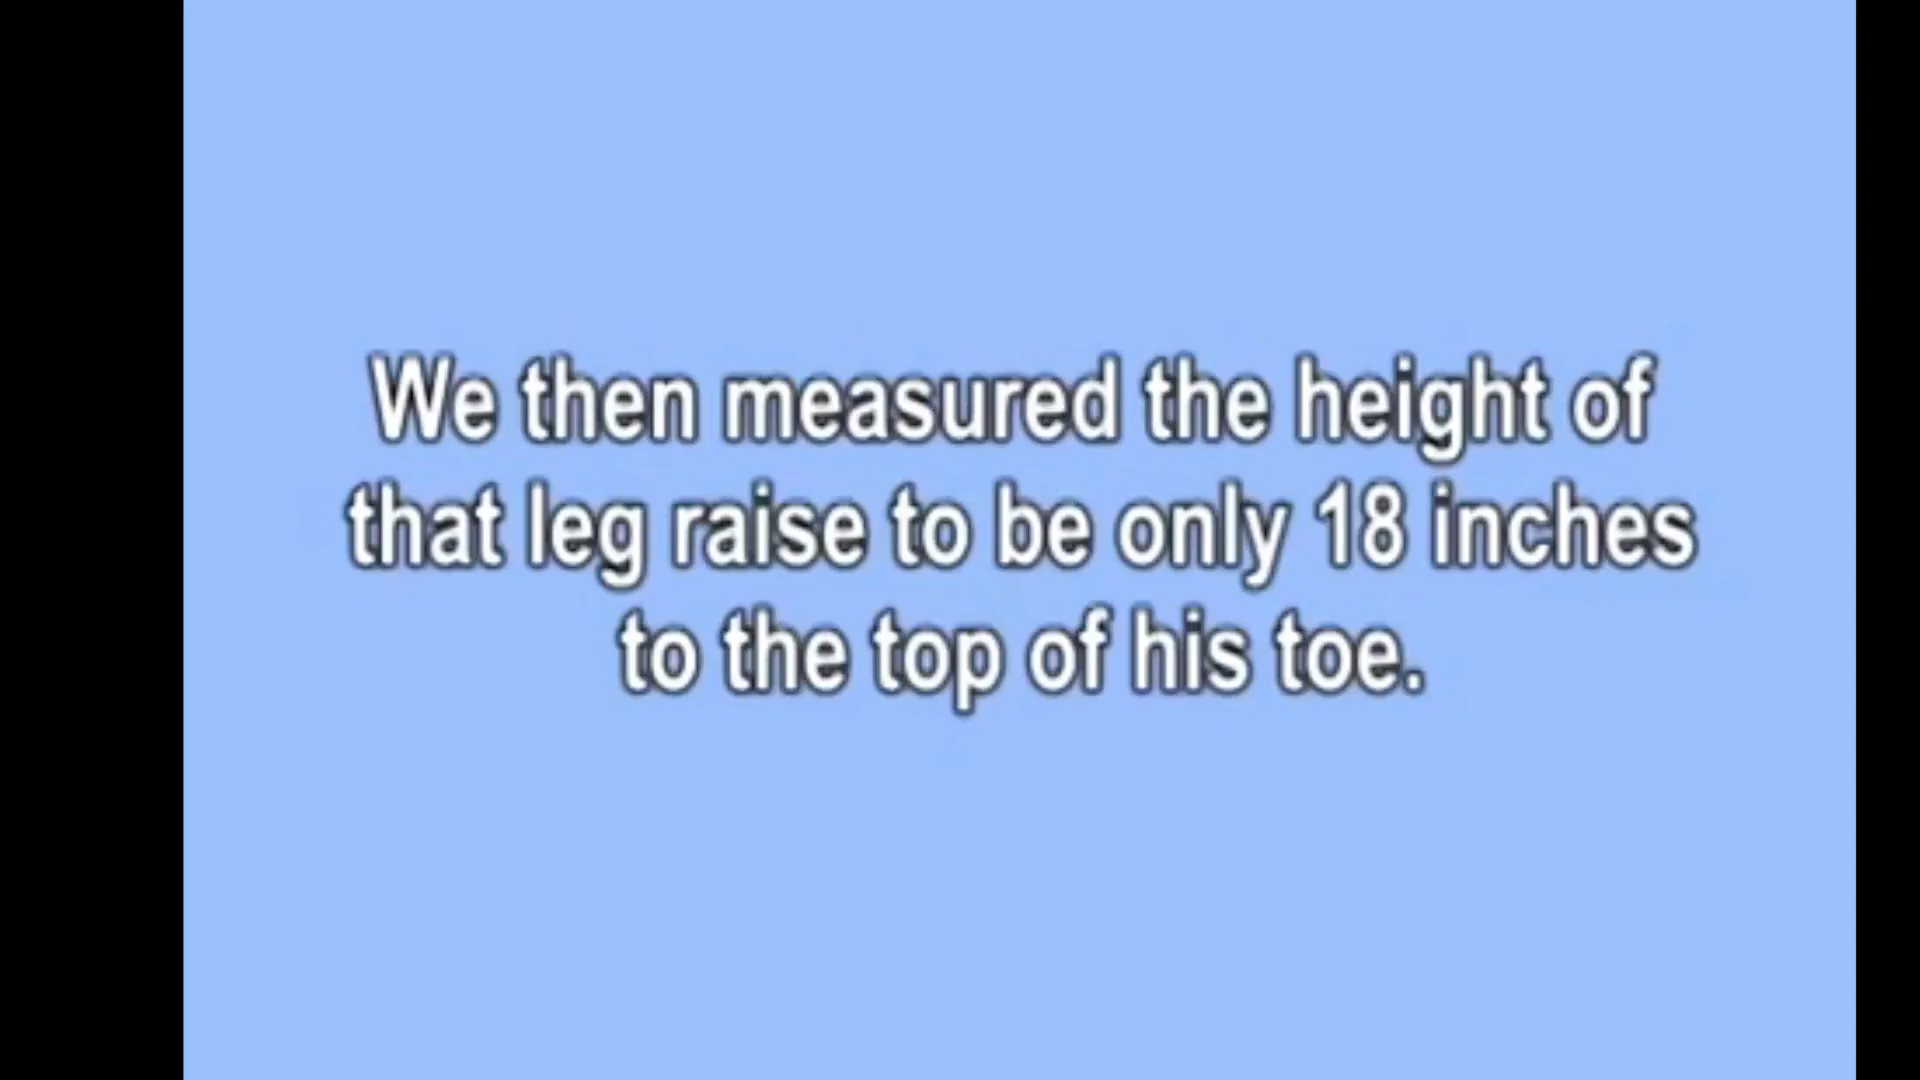 We then measured the height of
that leg raise to be only 18 inches
to the top of his toe.